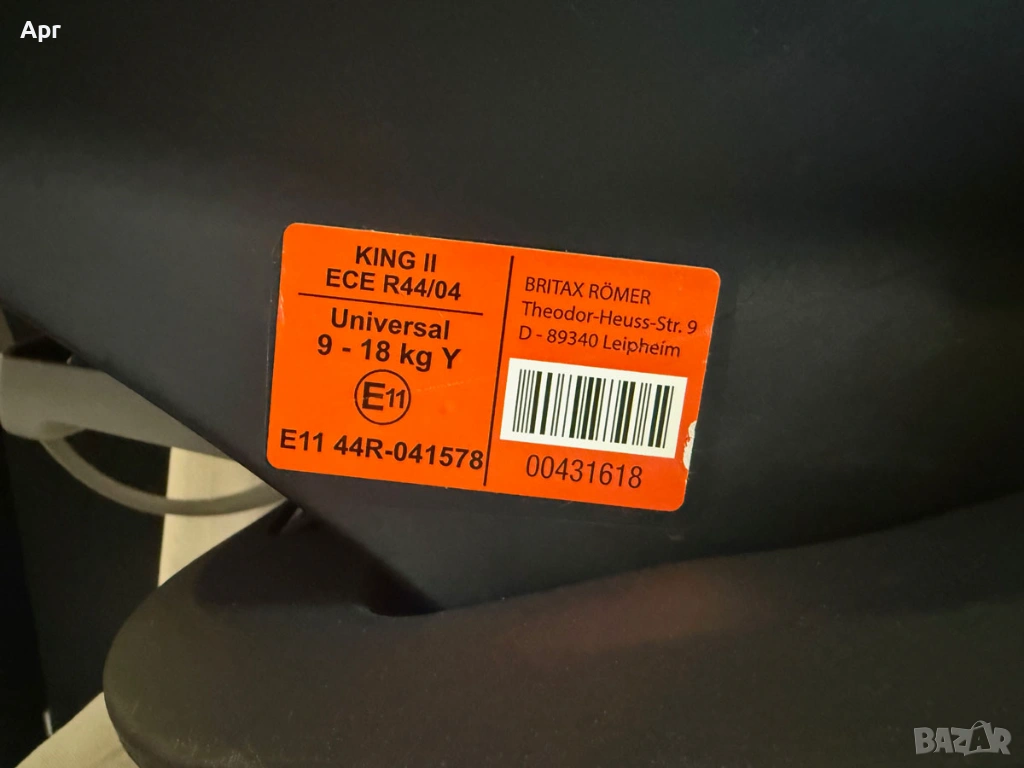 Apr
KING II
ECE R44/04
Universal
9 - 18 kg Y
E11
E11 44R-041578
BRITAX RÖMER
Theodor-Heuss-Str. 9
D - 89340 Leipheim
00431618
BAZAR